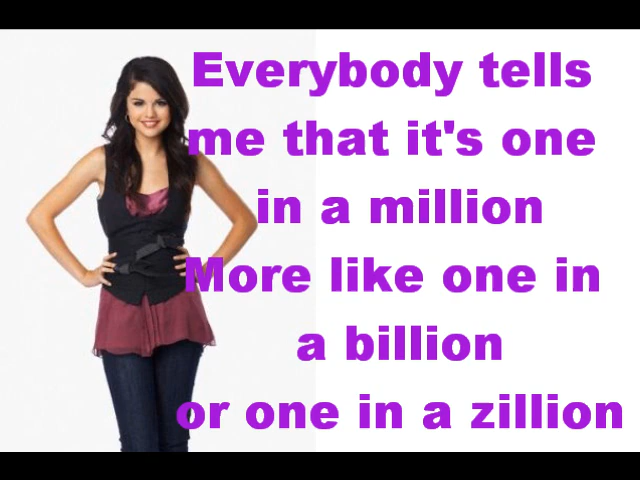 Everybody tells
me that it's one
in a million
More like one in
a billion
or one in a zillion